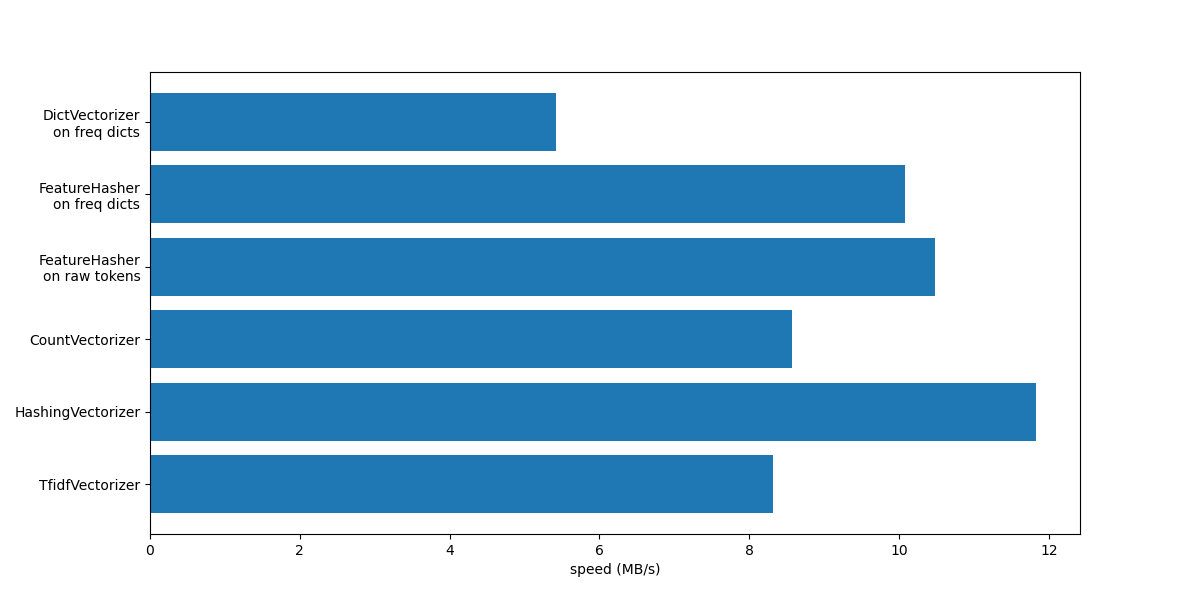 DictVectorizer
on freq dicts
FeatureHasher
on freq dicts
FeatureHasher
on raw tokens
CountVectorizer
HashingVectorizer
TfidfVectorizer
0 2 4 6 8 10 12
speed (MB/s)